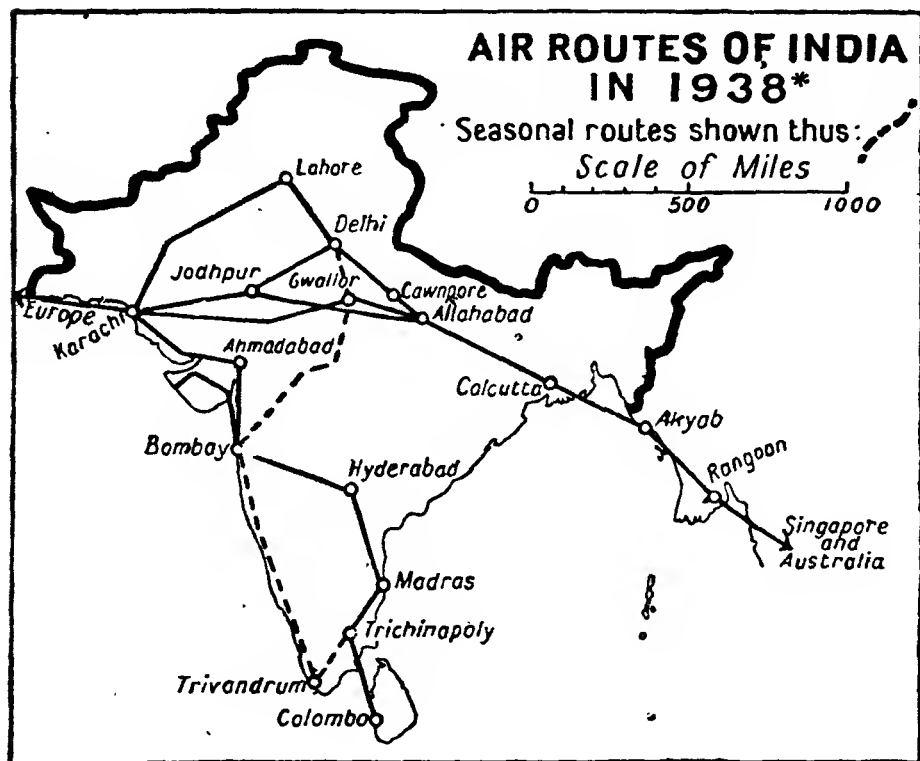 AIR ROUTES OF INDIA
IN 1938*
Seasonal routes shown thus:
Scale of Miles
0 500 1000
Lahore
Delhi
Jodhpur
Gwalior
Cawnpore
Allahabad
Europe
Karachi
Ahmadabad
Calcutta
Akyab
Bombay
Hyderabad
Rangoon
Singapore
and
Australia
Madras
Trichinapoly
Trivandrum
Colombo